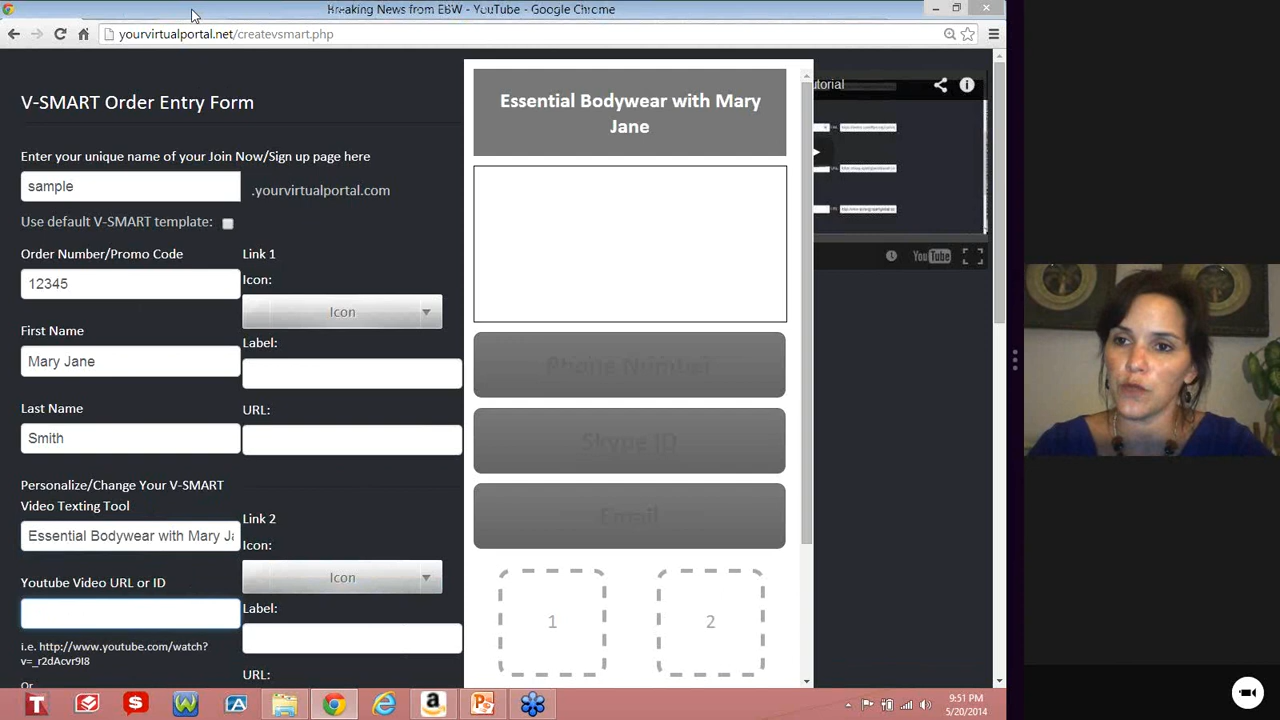 Breaking News from EBW - YouTube - Google Chrome
yourvirtualportal.net/createvsmart.php
V-SMART Order Entry Form
Enter your unique name of your Join Now/Sign up page here
sample
.yourvirtualportal.com
Use default V-SMART template:
Order Number/Promo Code
12345
First Name
Mary Jane
Last Name
Smith
Personalize/Change Your V-SMART
Video Texting Tool
Essential Bodywear with Mary Ja
Youtube Video URL or ID
i.e. http://www.youtube.com/watch?
v=_r2dAcvr9I8
Or
Link 1
Icon:
Icon
Label:
URL:
Link 2
Icon:
Icon
Label:
URL:
Essential Bodywear with Mary
Jane
Phone Number
Skype ID
Email
1
2
utorial
YouTube
9:51 PM
5/20/2014